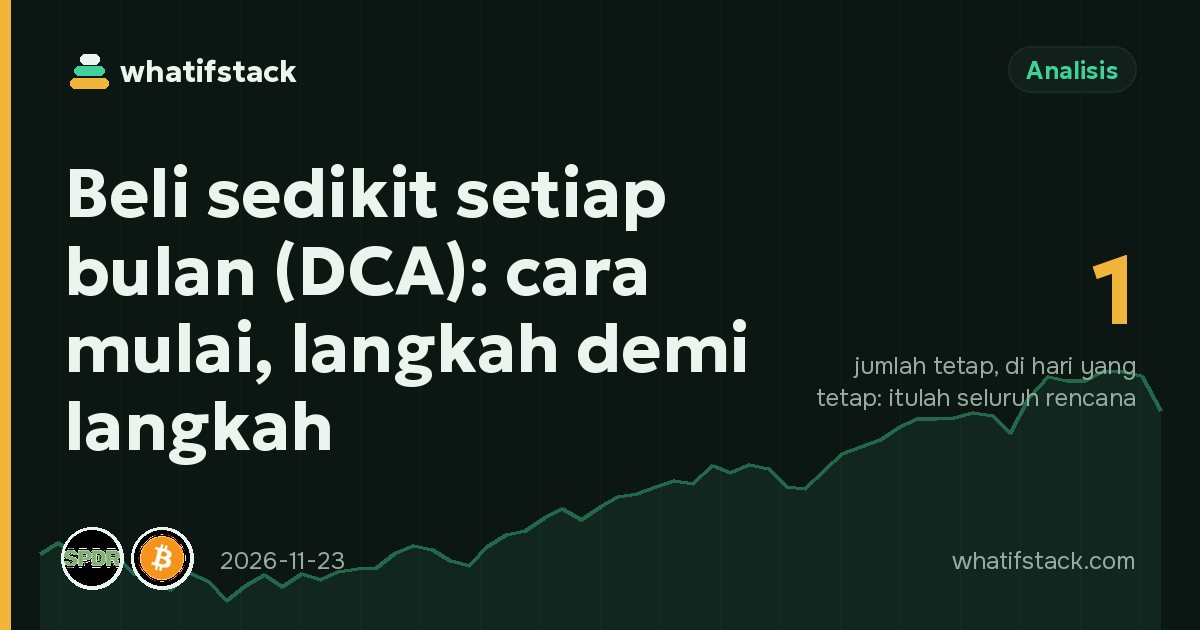 whatifstack
Analisis
Beli sedikit setiap
bulan (DCA): cara
mulai, langkah demi
langkah
1
jumlah tetap, di hari yang
tetap: itulah seluruh rencana
SPDR
2026-11-23
whatifstack.com